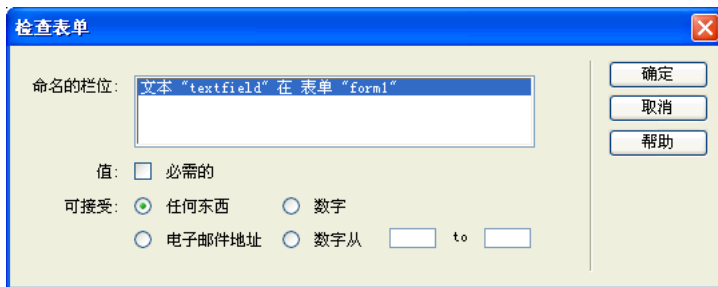 检查表单
命名的栏位: 文本 "textfield" 在 表单 "form1"
确定
取消
帮助
值: 必需的
可接受: 任何东西 数字
电子邮件地址 数字从 to